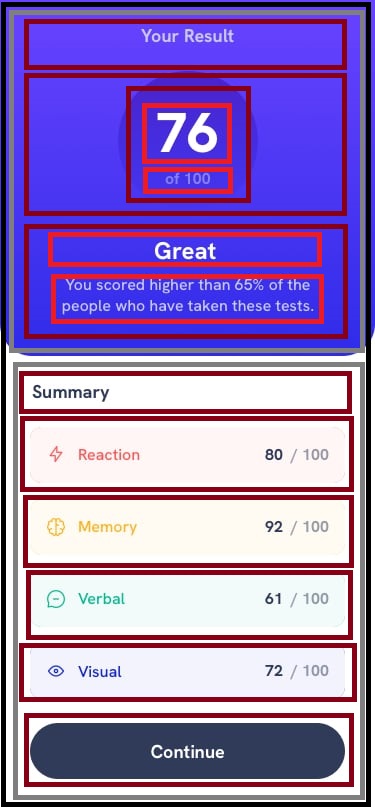 Your Result
76
of 100
Great
You scored higher than 65% of the
people who have taken these tests.
Summary
Reaction 80 / 100
Memory 92 / 100
Verbal 61 / 100
Visual 72 / 100
Continue